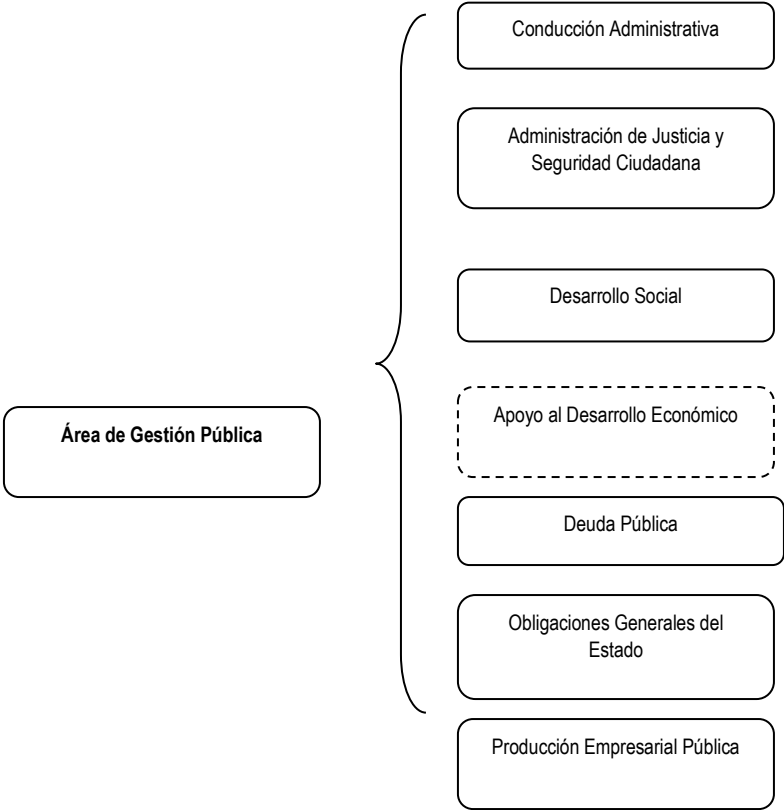 Conducción Administrativa
Administración de Justicia y
Seguridad Ciudadana
Desarrollo Social
Apoyo al Desarrollo Económico
Área de Gestión Pública
Deuda Pública
Obligaciones Generales del
Estado
Producción Empresarial Pública